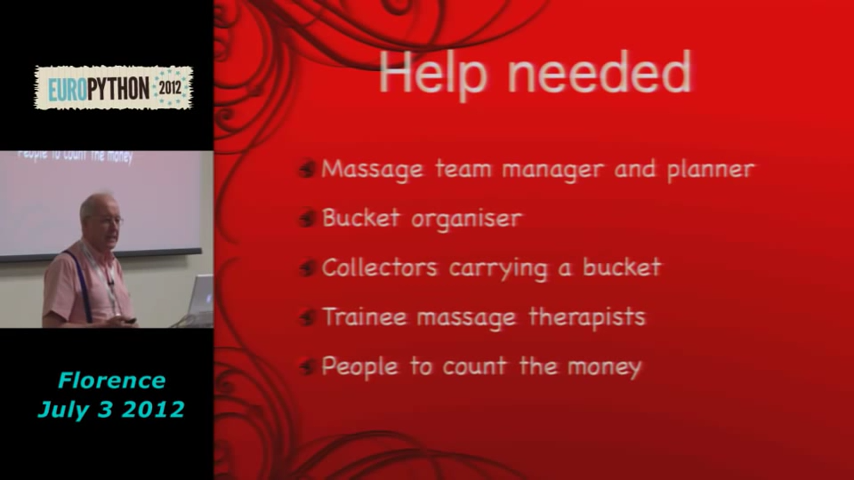 EUROPYTHON 2012
People to count the money
Florence
July 3 2012
Help needed
Massage team manager and planner
Bucket organiser
Collectors carrying a bucket
Trainee massage therapists
People to count the money